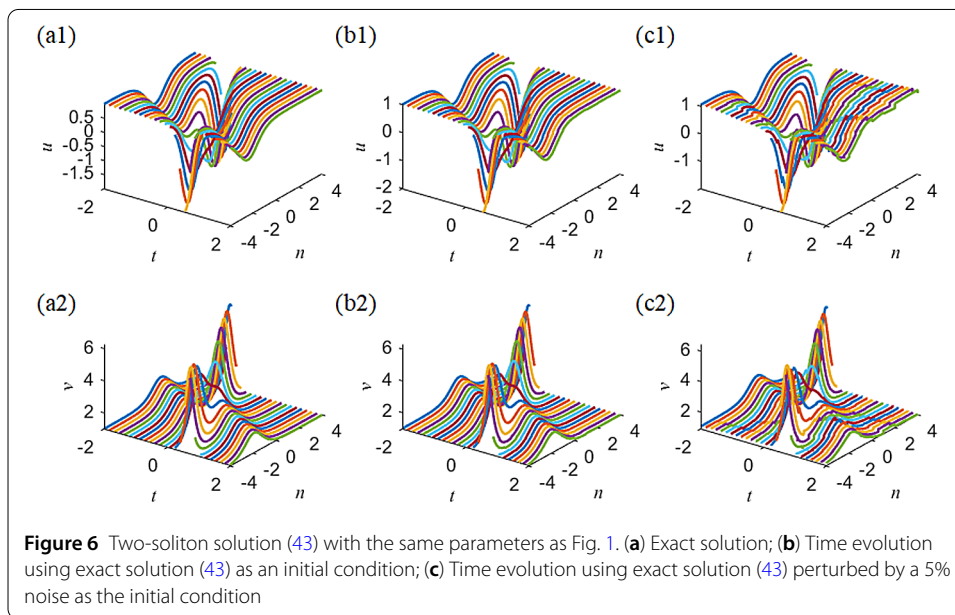 (a1) (b1) (c1)
0.5 0 -0.5 -1 -1.5 u -2 0 2 t -4 -2 0 2 4 n
1 0 -1 -2 u -2 0 2 t -4 -2 0 2 4 n
1 0 -1 u -2 0 2 t -4 -2 0 2 4 n
(a2) (b2) (c2)
6 4 2 v -2 0 2 t -4 -2 0 2 4 n
6 4 2 v -2 0 2 t -4 -2 0 2 4 n
6 4 2 v -2 0 2 t -4 -2 0 2 4 n
Figure 6 Two-soliton solution (43) with the same parameters as Fig. 1. (a) Exact solution; (b) Time evolution
using exact solution (43) as an initial condition; (c) Time evolution using exact solution (43) perturbed by a 5%
noise as the initial condition